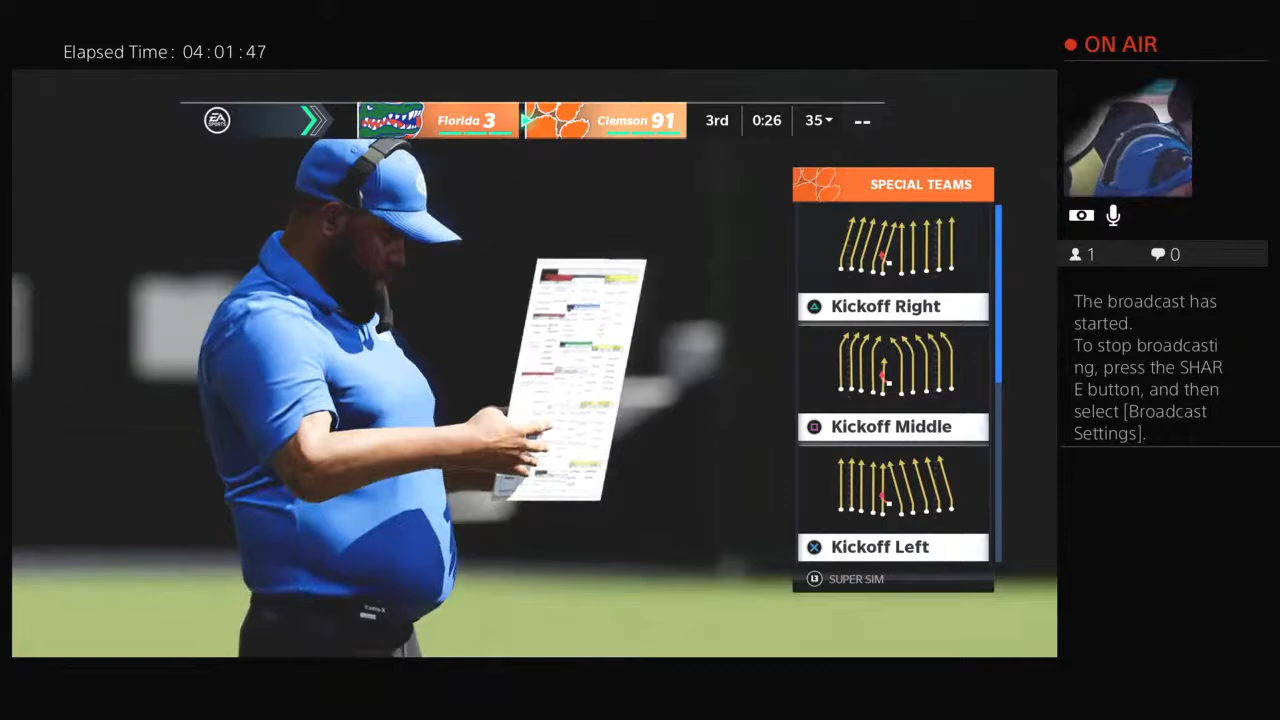 Elapsed Time: 04:01:47
ON AIR
EA SPORTS
Florida 3
Clemson 91
3rd
0:26
35
--
SPECIAL TEAMS
Kickoff Right
Kickoff Middle
Kickoff Left
L3 SUPER SIM
1
0
The broadcast has
started.
To stop broadcasti
ng, press the SHAR
E button, and then
select [Broadcast
Settings].